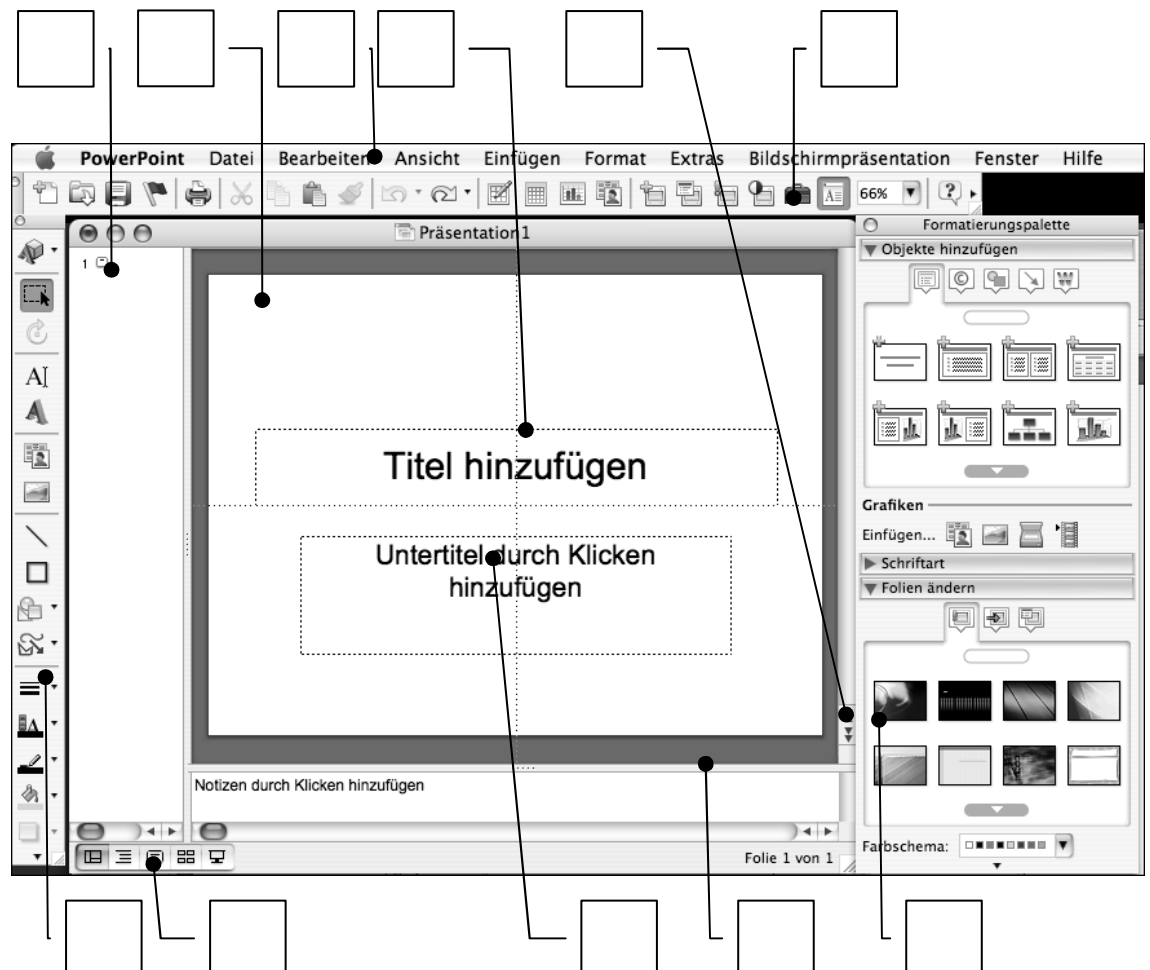 PowerPoint Datei Bearbeiten Ansicht Einfügen Format Extras Bildschirmpräsentation Fenster Hilfe
66%
Präsentation1
Formatierungspalette
Objekte hinzufügen
1
Titel hinzufügen
Untertitel durch Klicken
hinzufügen
Grafiken
Einfügen...
Schriftart
Folien ändern
Notizen durch Klicken hinzufügen
Farbschema:
Folie 1 von 1